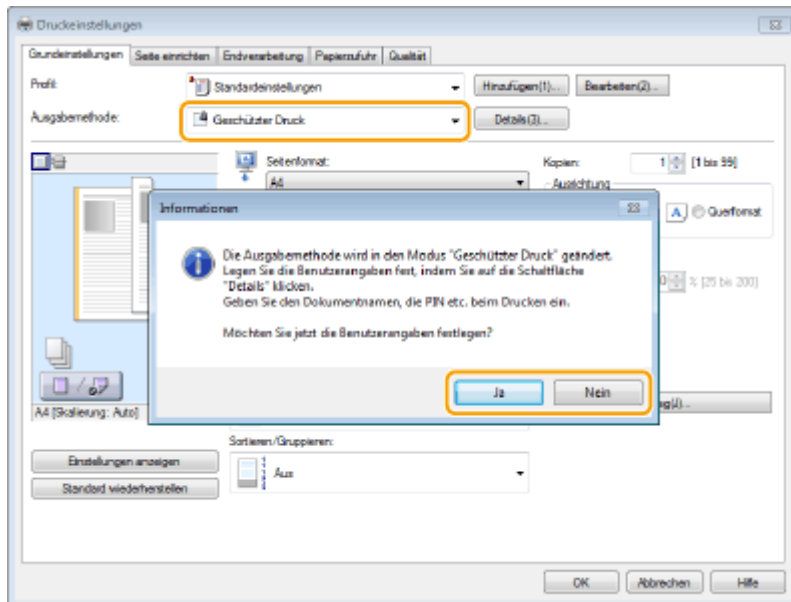 Druckeinstellungen
Grundeinstellungen Seite einrichten Endverarbeitung Papierzufuhr Qualität
Profil: Standardeinstellungen Hinzufügen(1)... Bearbeiten(2)...
Ausgabemethode: Geschützter Druck Details(3)...
Seitenformat: Kopien: 1 [1 bis 99]
A4 Ausrichtung
Informationen
A Querformat
Die Ausgabemethode wird in den Modus "Geschützter Druck" geändert.
Legen Sie die Benutzerangaben fest, indem Sie auf die Schaltfläche
"Details" klicken.
0 % [25 bis 200]
Geben Sie den Dokumentnamen, die PIN etc. beim Drucken ein.
Möchten Sie jetzt die Benutzerangaben festlegen?
Ja Nein
A4 [Skalierung: Auto]
Sortieren/Gruppieren:
Einstellungen anzeigen
Aus
Standard wiederherstellen
OK Abbrechen Hilfe